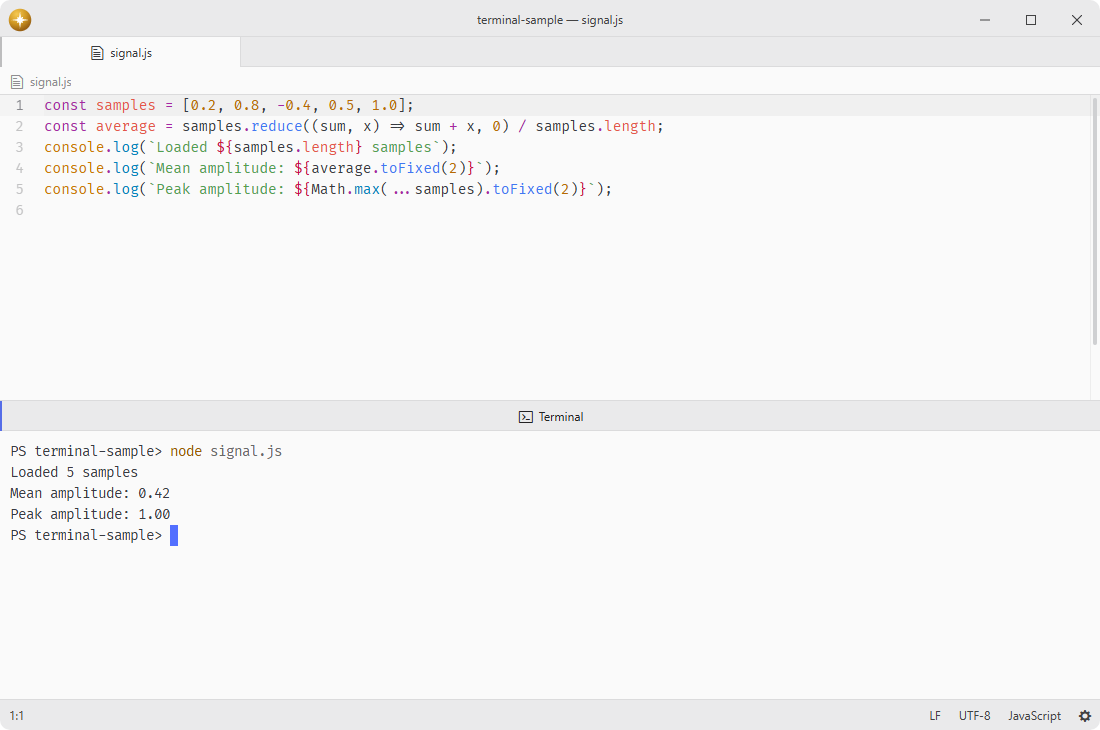 terminal-sample — signal.js
signal.js
signal.js
1 const samples = [0.2, 0.8, -0.4, 0.5, 1.0];
2 const average = samples.reduce((sum, x) => sum + x, 0) / samples.length;
3 console.log(`Loaded ${samples.length} samples`);
4 console.log(`Mean amplitude: ${average.toFixed(2)}`);
5 console.log(`Peak amplitude: ${Math.max(...samples).toFixed(2)}`);
6
Terminal
PS terminal-sample> node signal.js
Loaded 5 samples
Mean amplitude: 0.42
Peak amplitude: 1.00
PS terminal-sample>
1:1 LF UTF-8 JavaScript